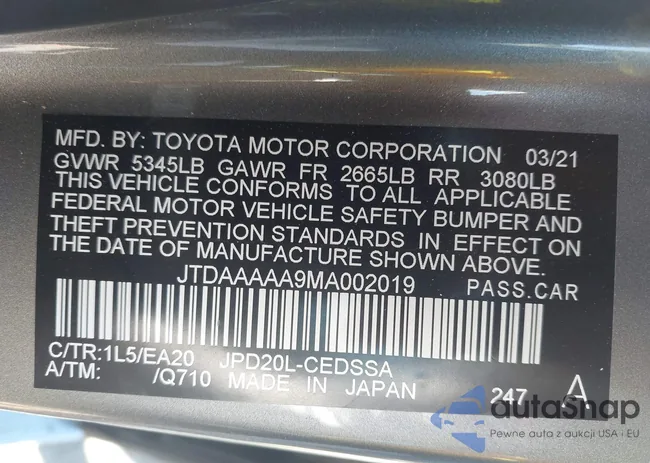 MFD. BY: TOYOTA MOTOR CORPORATION 03/21
GVWR 5345LB GAWR FR 2665LB RR 3080LB
THIS VEHICLE CONFORMS TO ALL APPLICABLE
FEDERAL MOTOR VEHICLE SAFETY BUMPER AND
THEFT PREVENTION STANDARDS IN EFFECT ON
THE DATE OF MANUFACTURE SHOWN ABOVE.
JTDAAAAA9MA002019 PASS.CAR
C/TR:1L5/EA20 JPD20L-CEDSSA
A/TM: /Q710 MADE IN JAPAN 247 A
autosnap
Pewne auta z aukcji USA - EU